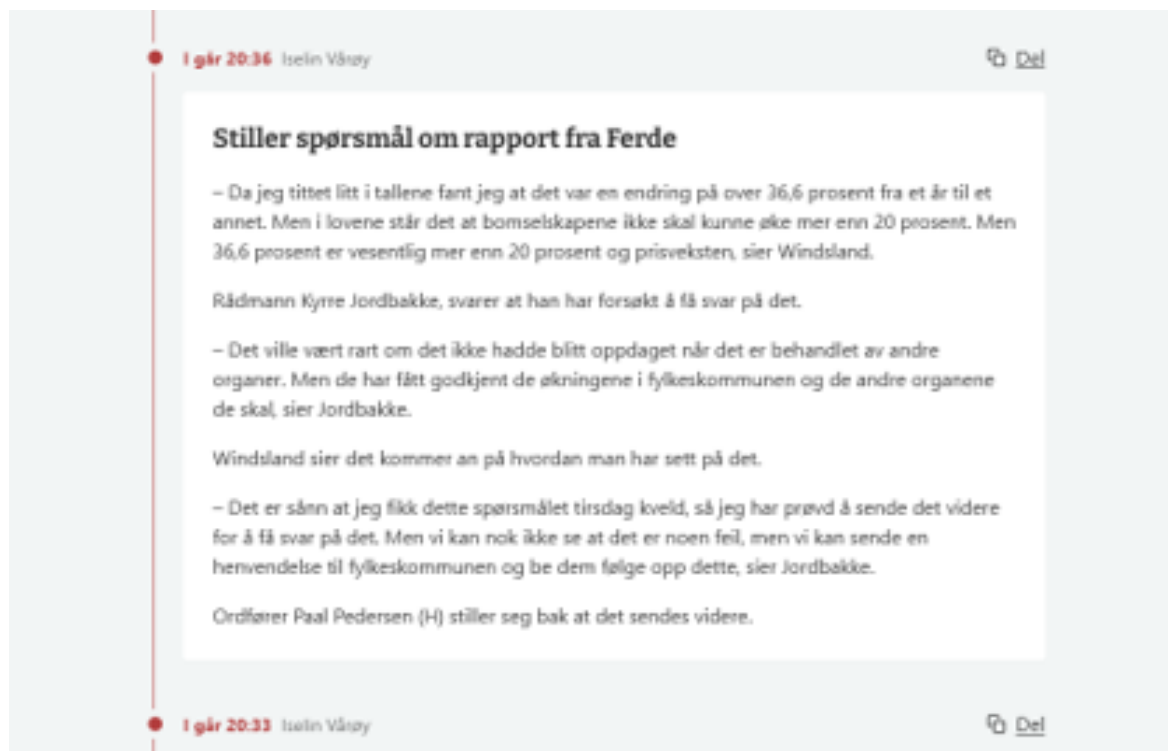 I går 20:36 Iselin Vårøy Del
Stiller spørsmål om rapport fra Ferde
– Da jeg tittet litt i tallene fant jeg at det var en endring på over 36,6 prosent fra et år til et
annet. Men i lovene står det at bomselskapene ikke skal kunne øke mer enn 20 prosent. Men
36,6 prosent er vesentlig mer enn 20 prosent og prisveksten, sier Windsland.
Rådmann Kyrre Jordbakke, svarer at han har forsøkt å få svar på det.
– Det ville vært rart om det ikke hadde blitt oppdaget når det er behandlet av andre
organer. Men de har fått godkjent de økningene i fylkeskommunen og de andre organene
de skal, sier Jordbakke.
Windsland sier det kommer an på hvordan man har sett på det.
– Det er sånn at jeg fikk dette spørsmålet tirsdag kveld, så jeg har prøvd å sende det videre
for å få svar på det. Men vi kan nok ikke se at det er noen feil, men vi kan sende en
henvendelse til fylkeskommunen og be dem følge opp dette, sier Jordbakke.
Ordfører Paal Pedersen (H) stiller seg bak at det sendes videre.
I går 20:33 Iselin Vårøy Del